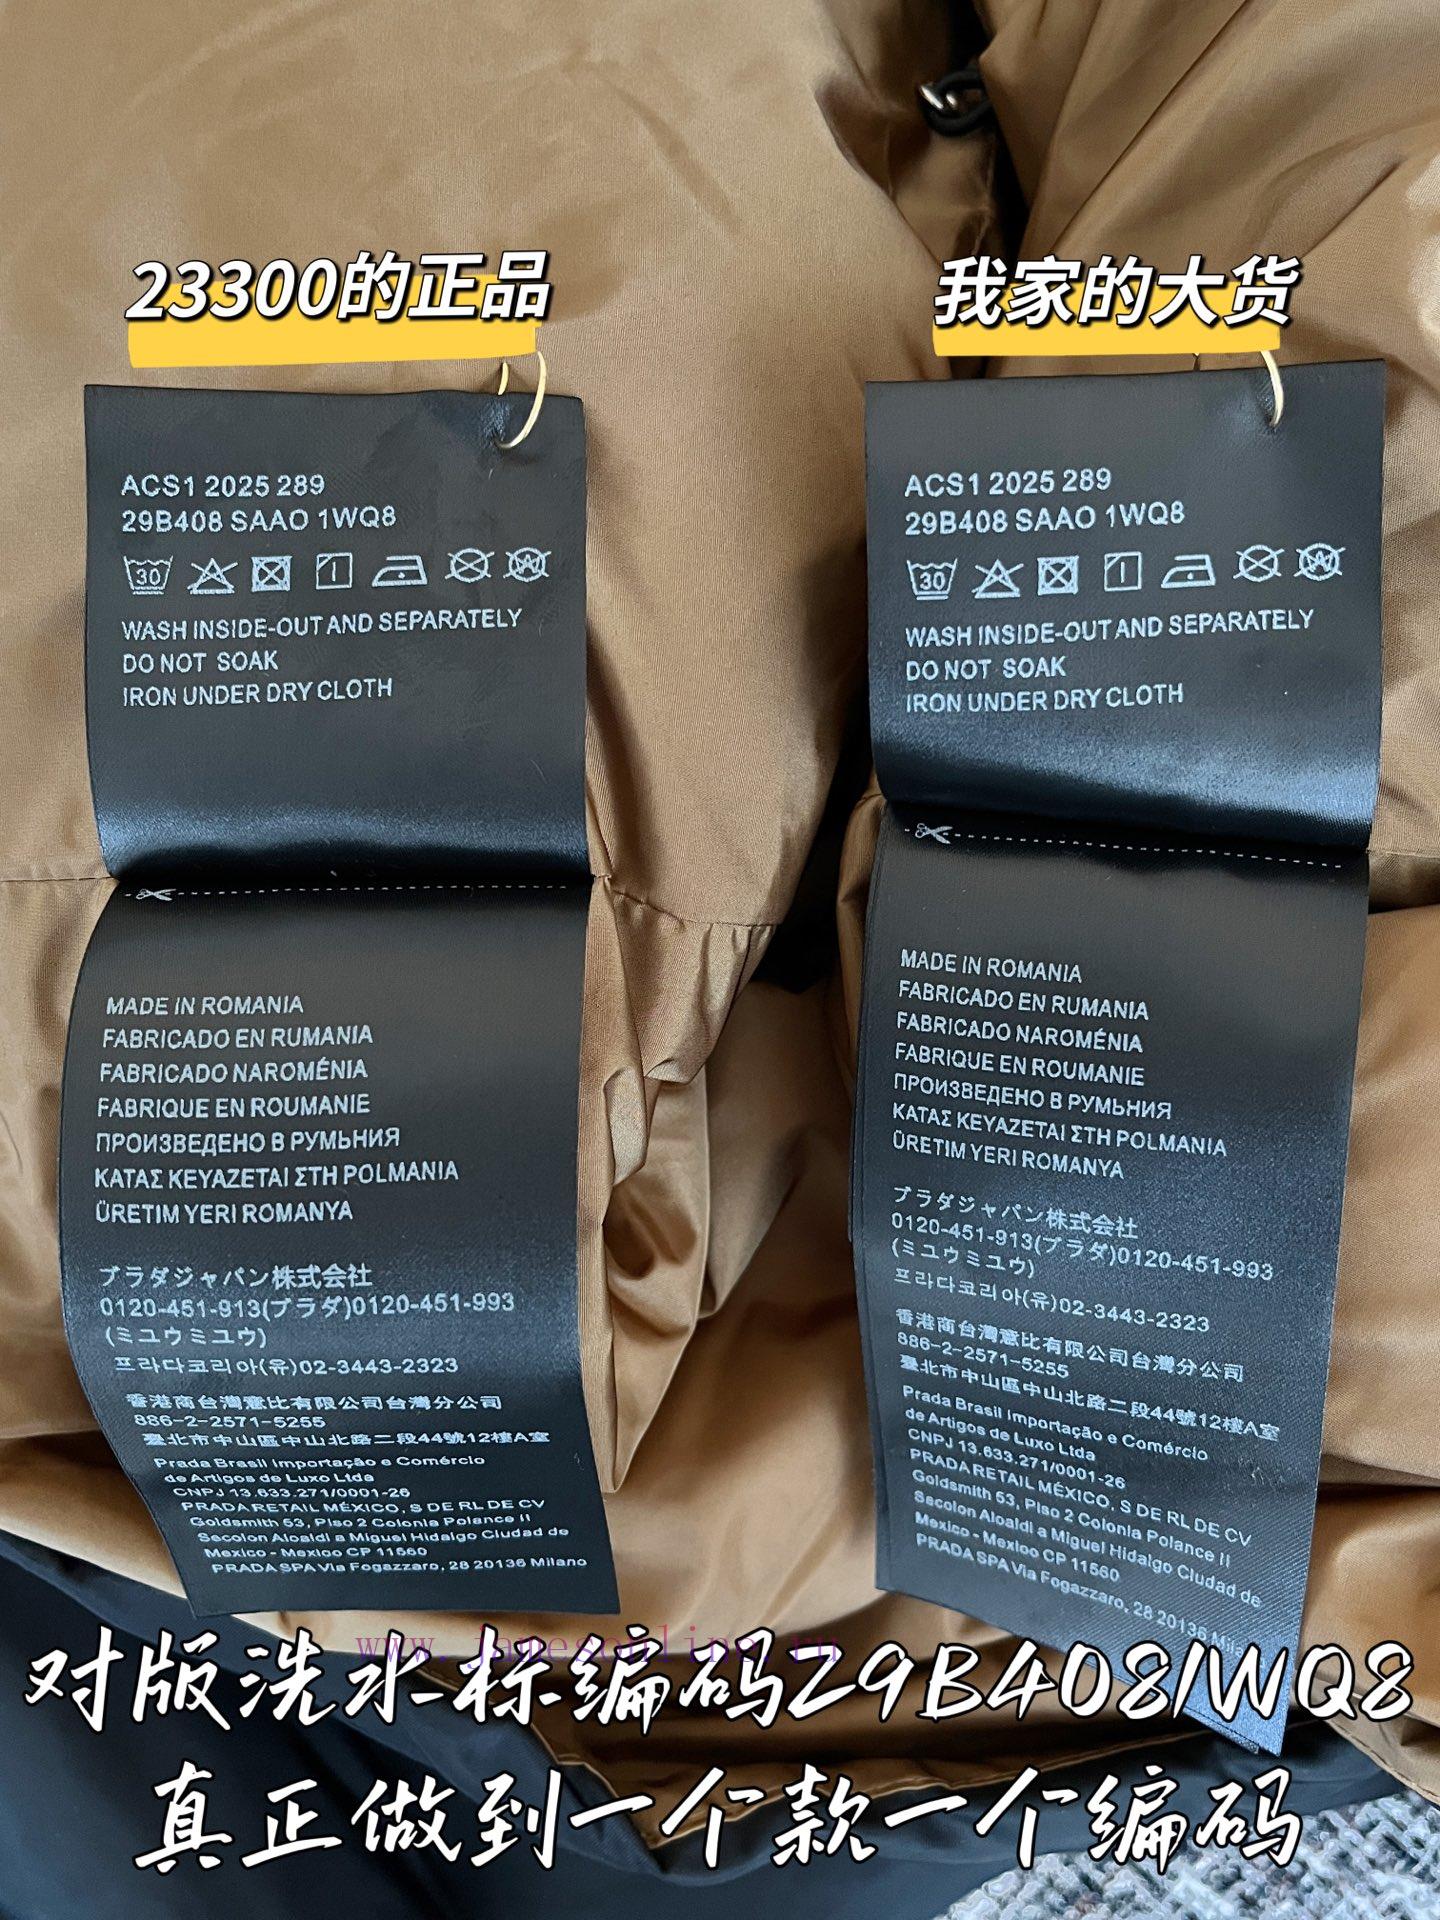 23300的正品
ACS1 2025 289
29B408 SAAO 1WQ8
30
WASH INSIDE-OUT AND SEPARATELY
DO NOT SOAK
IRON UNDER DRY CLOTH
MADE IN ROMANIA
FABRICADO EN RUMANIA
FABRICADO NAROMÉNIA
FABRIQUE EN ROUMANIE
ПРОИЗВЕДЕНО В РУМЬНИЯ
ΚΑΤΑΣ KEYAZETAI ΣΤΗ POLMANIA
ÜRETIM YERI ROMANYA
プラダジャパン株式会社
0120-451-913(プラダ)0120-451-993
(ミユウミユウ)
프라다코리아(유)02-3443-2323
香港商台灣意比有限公司台灣分公司
886-2-2571-5255
臺北市中山區中山北路二段44號12樓A室
Prada Brasil Importação e Comércio
de Artigos de Luxo Ltda
CNPJ 13.633.271/0001-26
PRADA RETAIL MÉXICO, S DE RL DE CV
Goldsmith 53, Piso 2 Colonia Polance II
Secolon Aloaldi a Miguel Hidalgo Ciudad de
Mexico - Mexico CP 11560
PRADA SPA Via Fogazzaro, 28 20136 Milano
我家的大货
ACS1 2025 289
29B408 SAAO 1WQ8
30
WASH INSIDE-OUT AND SEPARATELY
DO NOT SOAK
IRON UNDER DRY CLOTH
MADE IN ROMANIA
FABRICADO EN RUMANIA
FABRICADO NAROMÉNIA
FABRIQUE EN ROUMANIE
ПРОИЗВЕДЕНО В РУМЬНИЯ
ΚΑΤΑΣ KEYAZETAI ΣΤΗ POLMANIA
ÜRETIM YERI ROMANYA
プラダジャパン株式会社
0120-451-913(プラダ)0120-451-993
(ミユウミユウ)
프라다코리아(유)02-3443-2323
香港商台灣意比有限公司台灣分公司
886-2-2571-5255
臺北市中山區中山北路二段44號12樓A室
Prada Brasil Importação e Comércio
de Artigos de Luxo Ltda
CNPJ 13.633.271/0001-26
PRADA RETAIL MÉXICO, S DE RL DE CV
Goldsmith 53, Piso 2 Colonia Polance II
Secolon Aloaldi a Miguel Hidalgo Ciudad de
Mexico - Mexico CP 11560
PRADA SPA Via Fogazzaro, 28 20136
www.jamesonline.ru
对版洗水标编码29B4081WQ8
真正做到一个款一个编码